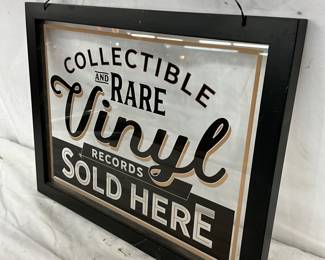 COLLECTIBLE
AND RARE
Vinyl
RECORDS
SOLD HERE